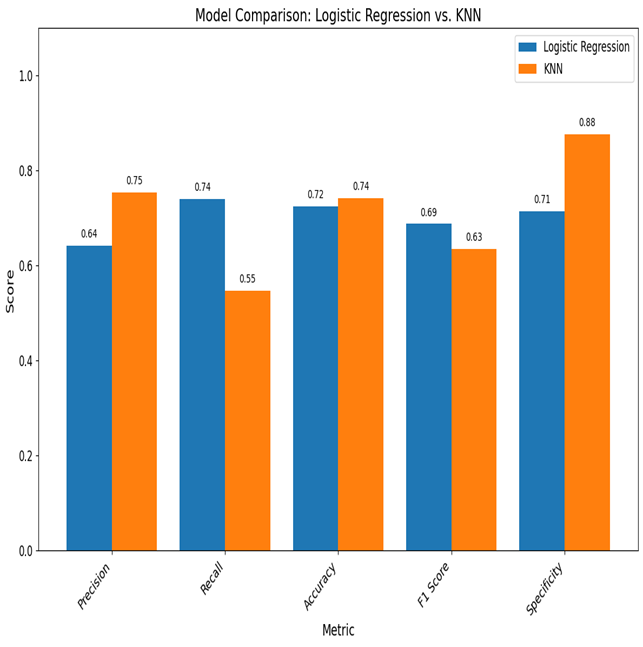 Model Comparison: Logistic Regression vs. KNN
Logistic Regression
KNN
Score
1.0
0.8
0.6
0.4
0.2
0.0
0.64
0.75
0.74
0.55
0.72
0.74
0.69
0.63
0.71
0.88
Precision
Recall
Accuracy
F1 Score
Specificity
Metric